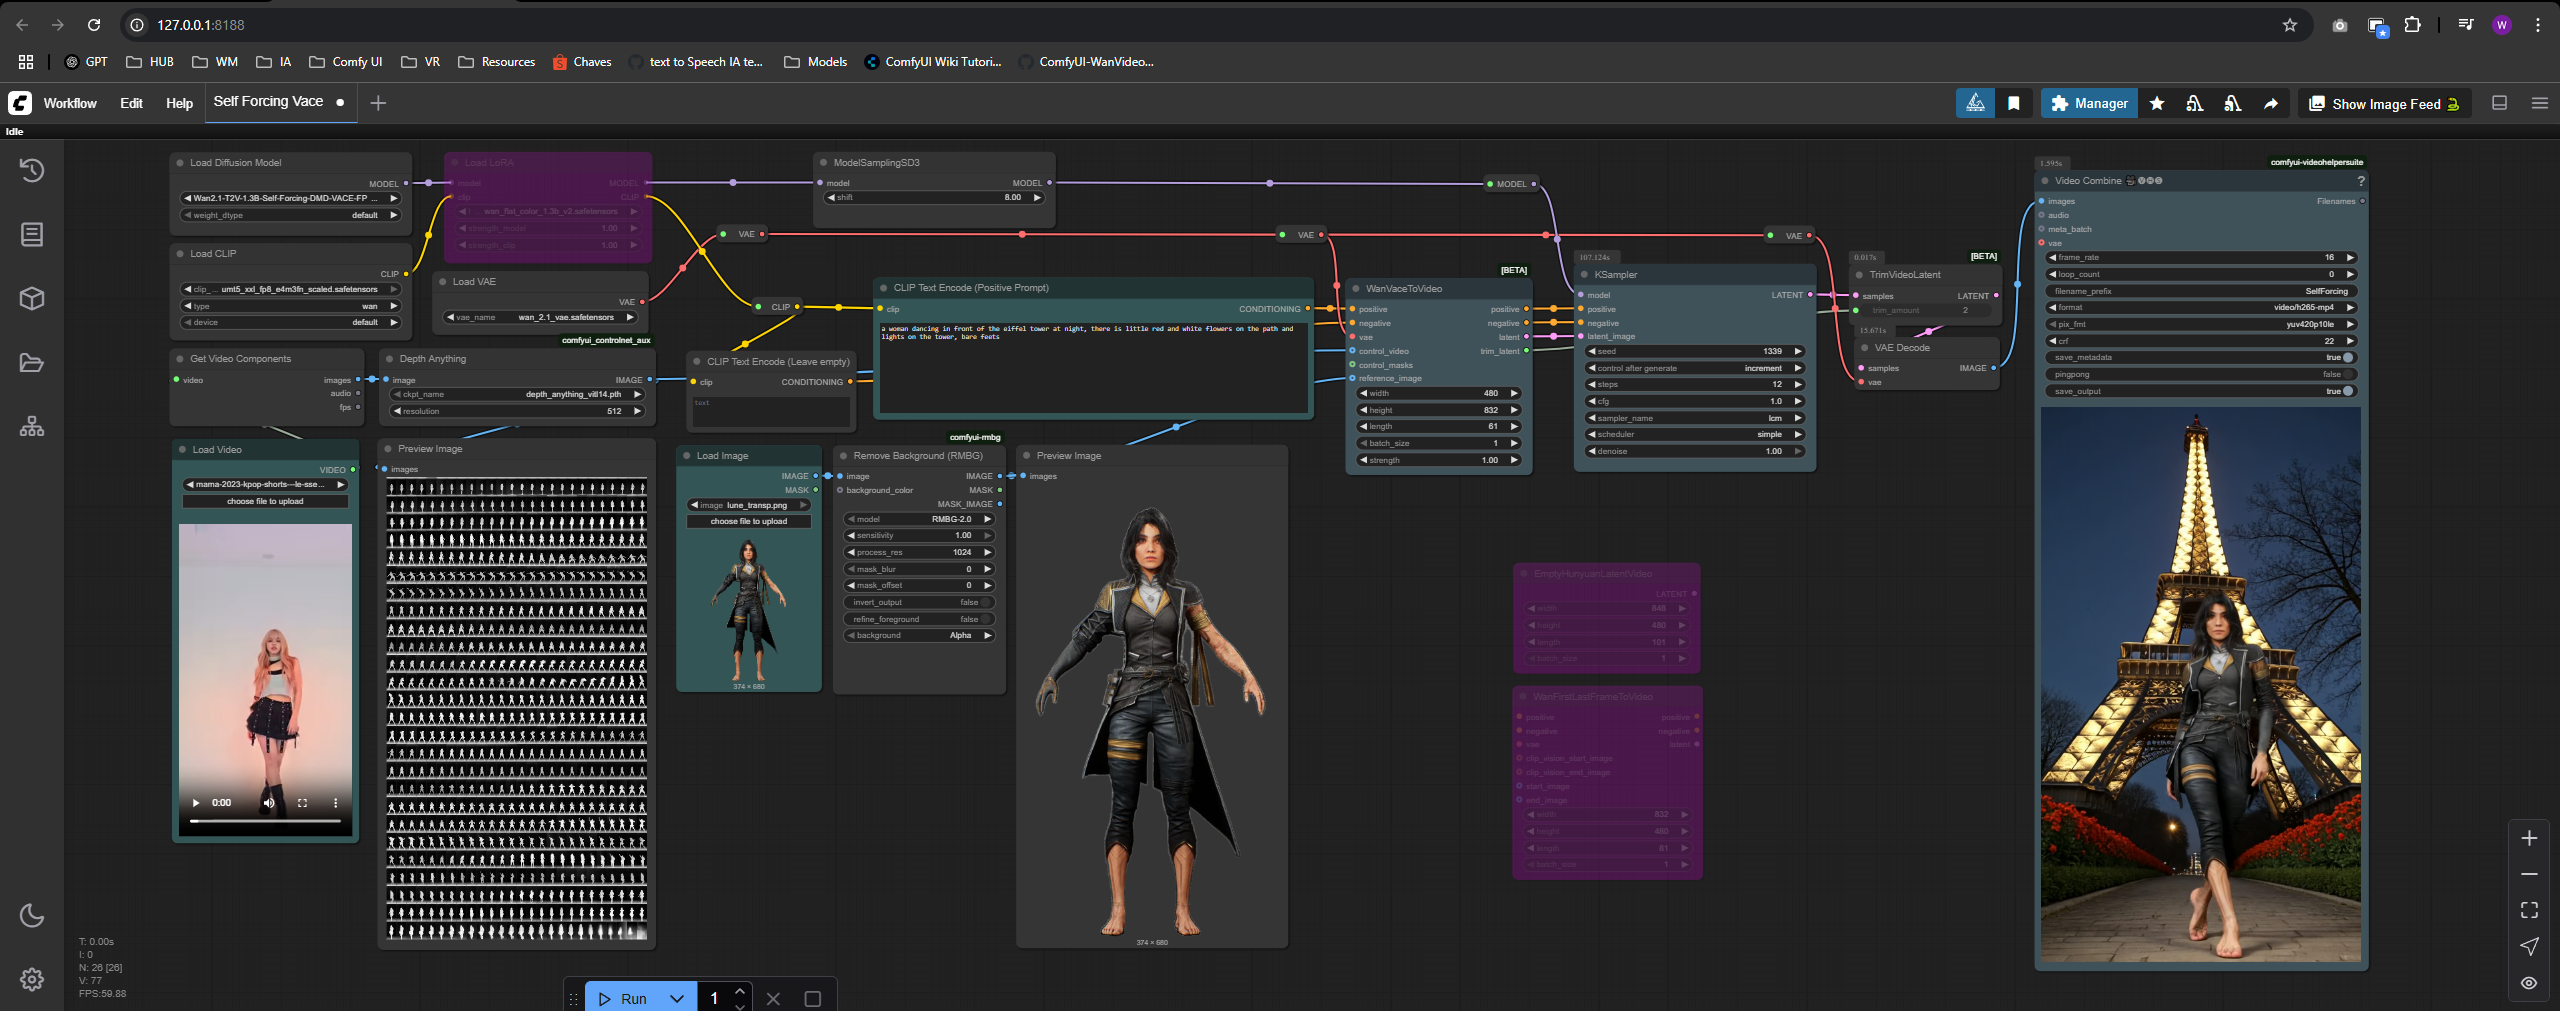 127.0.0.1:8188
GPT
HUB
WM
IA
Comfy UI
VR
Resources
Chaves
text to Speech IA te...
Models
ComfyUI Wiki Tutori...
ComfyUI-WanVideo...
Workflow
Edit
Help
Self Forcing Vace
Manager
Show Image Feed
Idle
Load Diffusion Model
MODEL
Wan2.1-T2V-1.3B-Self-Forcing-DMD-VACE-FP ...
weight_dtype default
Load CLIP
CLIP
clip_... umt5_xxl_fp8_e4m3fn_scaled.safetensors
type wan
device default
Load LoRA
model MODEL
clip CLIP
l... wan_flat_color_1.3b_v2.safetensors
strength_model 1.00
strength_clip 1.00
Load VAE
VAE
vae_name wan_2.1_vae.safetensors
ModelSamplingSD3
model MODEL
shift 8.00
VAE
CLIP
VAE
MODEL
VAE
comfyui_controlnet_aux
Get Video Components
video images
audio
fps
Depth Anything
image IMAGE
ckpt_name depth_anything_vitl14.pth
resolution 512
CLIP Text Encode (Leave empty)
clip CONDITIONING
text
CLIP Text Encode (Positive Prompt)
clip CONDITIONING
a woman dancing in front of the eiffel tower at night, there is little red and white flowers on the path and
lights on the tower, bare feets
[BETA]
WanVaceToVideo
positive positive
negative negative
vae latent
control_video trim_latent
control_masks
reference_image
width 480
height 832
length 61
batch_size 1
strength 1.00
107.124s
KSampler
model LATENT
positive
negative
latent_image
seed 1339
control after generate increment
steps 12
cfg 1.0
sampler_name lcm
scheduler simple
denoise 1.00
0.017s
[BETA]
TrimVideoLatent
samples LATENT
trim_amount 2
15.671s
VAE Decode
samples IMAGE
vae
1.595s
comfyui-videohelpersuite
Video Combine VHS
?
images Filenames
audio
meta_batch
vae
frame_rate 16
loop_count 0
filename_prefix SelfForcing
format video/h265-mp4
pix_fmt yuv420p10le
crf 22
save_metadata true
pingpong false
save_output true
Load Video
VIDEO
mama-2023-kpop-shorts---le-sse...
choose file to upload
0:00
Preview Image
images
Load Image
IMAGE
MASK
image lune_transp.png
choose file to upload
374 × 680
comfyui-rmbg
Remove Background (RMBG)
image IMAGE
background_color MASK
MASK_IMAGE
model RMBG-2.0
sensitivity 1.00
process_res 1024
mask_blur 0
mask_offset 0
invert_output false
refine_foreground false
background Alpha
Preview Image
images
374 × 680
EmptyHunyuanLatentVideo
LATENT
width 848
height 480
length 101
batch_size 1
WanFirstLastFrameToVideo
positive positive
negative negative
vae latent
clip_vision_start_image
clip_vision_end_image
start_image
end_image
width 832
height 480
length 81
batch_size 1
T: 0.00s
I: 0
N: 26 [26]
V: 77
FPS:59.88
Run
1
W